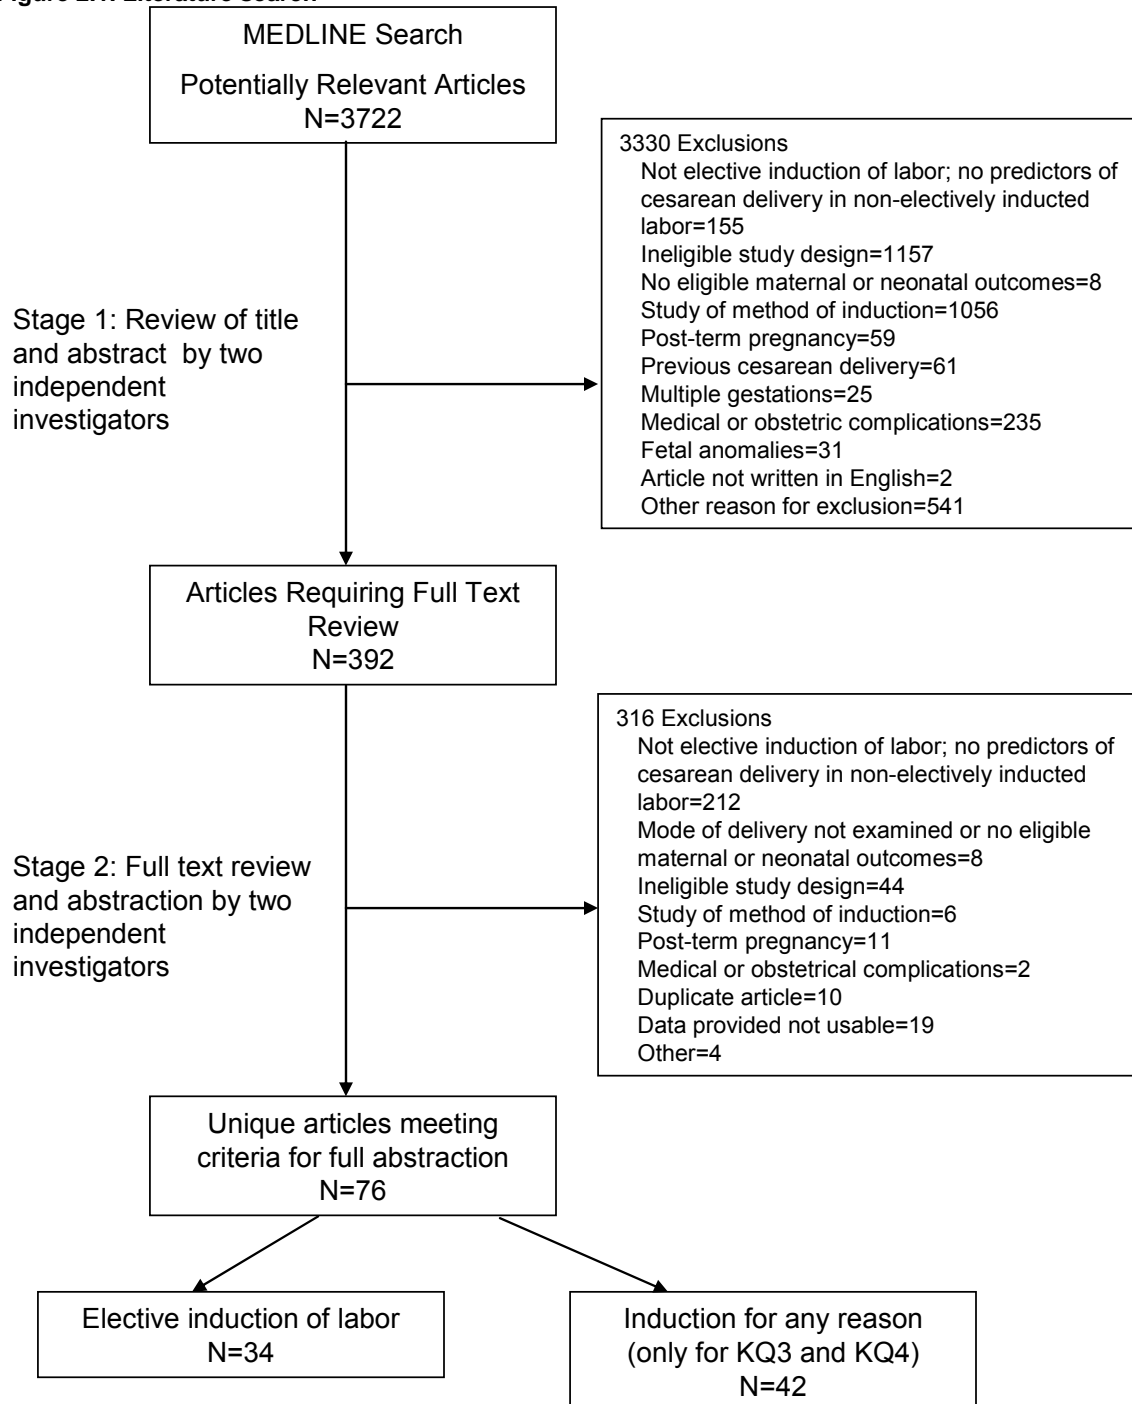 MEDLINE Search
Potentially Relevant Articles
N=3722
3330 Exclusions
Not elective induction of labor; no predictors of
cesarean delivery in non-electively inducted
labor=155
Ineligible study design=1157
No eligible maternal or neonatal outcomes=8
Study of method of induction=1056
Post-term pregnancy=59
Previous cesarean delivery=61
Multiple gestations=25
Medical or obstetric complications=235
Fetal anomalies=31
Article not written in English=2
Other reason for exclusion=541
Stage 1: Review of title
and abstract by two
independent
investigators
Articles Requiring Full Text
Review
N=392
316 Exclusions
Not elective induction of labor; no predictors of
cesarean delivery in non-electively inducted
labor=212
Mode of delivery not examined or no eligible
maternal or neonatal outcomes=8
Ineligible study design=44
Study of method of induction=6
Post-term pregnancy=11
Medical or obstetrical complications=2
Duplicate article=10
Data provided not usable=19
Other=4
Stage 2: Full text review
and abstraction by two
independent
investigators
Unique articles meeting
criteria for full abstraction
N=76
Elective induction of labor
N=34
Induction for any reason
(only for KQ3 and KQ4)
N=42